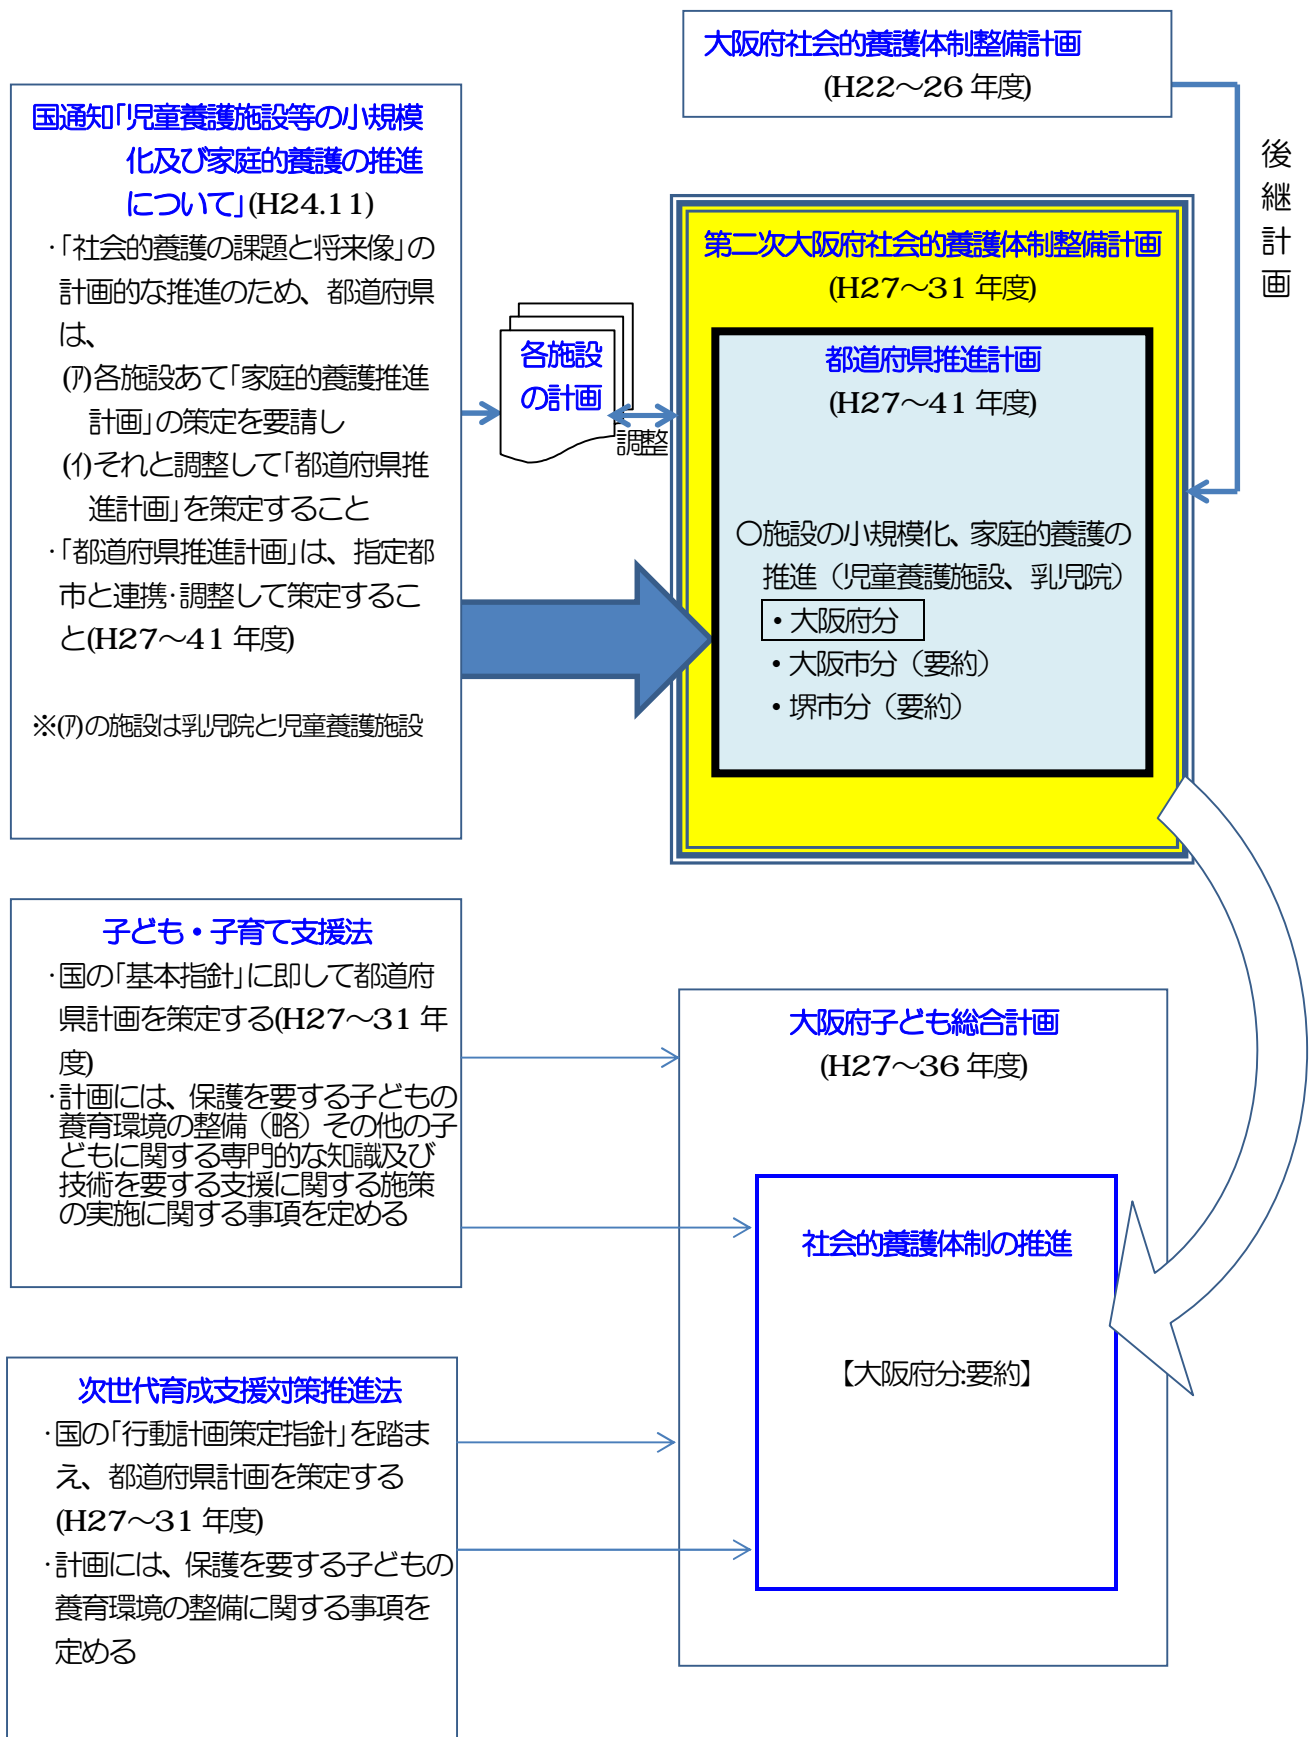 大阪府社会的養護体制整備計画
(H22～26 年度)
後
継
計
画
国通知「児童養護施設等の小規模
化及び家庭的養護の推進
について」(H24.11)
・「社会的養護の課題と将来像」の
計画的な推進のため、都道府県
は、
(ｱ)各施設あて「家庭的養護推進
計画」の策定を要請し
(ｲ)それと調整して「都道府県推
進計画」を策定すること
・「都道府県推進計画」は、指定都
市と連携・調整して策定するこ
と(H27～41 年度)
※(ｱ)の施設は乳児院と児童養護施設
各施設
の計画
調整
第二次大阪府社会的養護体制整備計画
(H27～31 年度)
都道府県推進計画
(H27～41 年度)
○施設の小規模化、家庭的養護の
推進（児童養護施設、乳児院）
・大阪府分
・大阪市分（要約）
・堺市分（要約）
子ども・子育て支援法
・国の「基本指針」に即して都道府
県計画を策定する(H27～31 年
度)
・計画には、保護を要する子どもの
養育環境の整備（略）その他の子
どもに関する専門的な知識及び
技術を要する支援に関する施策
の実施に関する事項を定める
大阪府子ども総合計画
(H27～36 年度)
社会的養護体制の推進
【大阪府分:要約】
次世代育成支援対策推進法
・国の「行動計画策定指針」を踏ま
え、都道府県計画を策定する
(H27～31 年度)
・計画には、保護を要する子どもの
養育環境の整備に関する事項を
定める